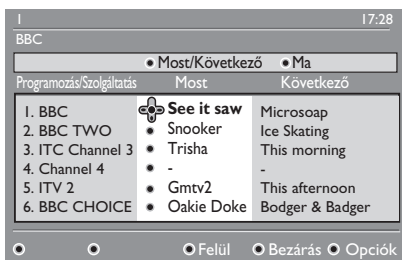 I 17:28
BBC
Most/Következő Ma
Programozás/Szolgáltatás Most Következő
1. BBC See it saw Microsoap
2. BBC TWO Snooker Ice Skating
3. ITC Channel 3 Trisha This morning
4. Channel 4 - -
5. ITV 2 Gmtv2 This afternoon
6. BBC CHOICE Oakie Doke Bodger & Badger
Felül Bezárás Opciók